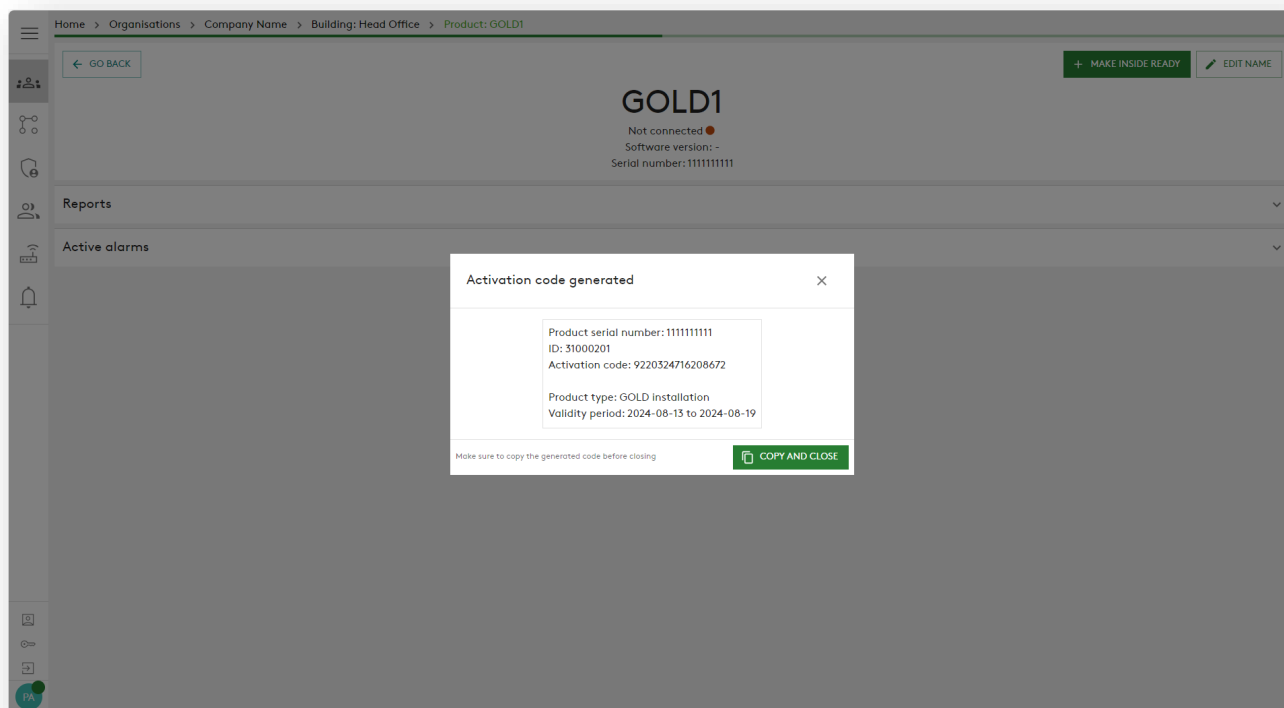 Home > Organisations > Company Name > Building: Head Office > Product: GOLD1
GO BACK
MAKE INSIDE READY
EDIT NAME
GOLD1
Not connected
Software version: -
Serial number: 1111111111
Reports
Active alarms
Activation code generated
Product serial number: 1111111111
ID: 31000201
Activation code: 9220324716208672
Product type: GOLD installation
Validity period: 2024-08-13 to 2024-08-19
Make sure to copy the generated code before closing
COPY AND CLOSE
PA